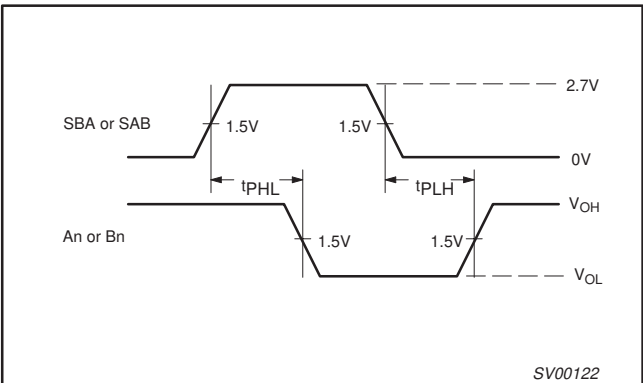 2.7V
SBA or SAB
1.5V
1.5V
0V
tPHL
tPLH
VOH
An or Bn
1.5V
1.5V
VOL
SV00122